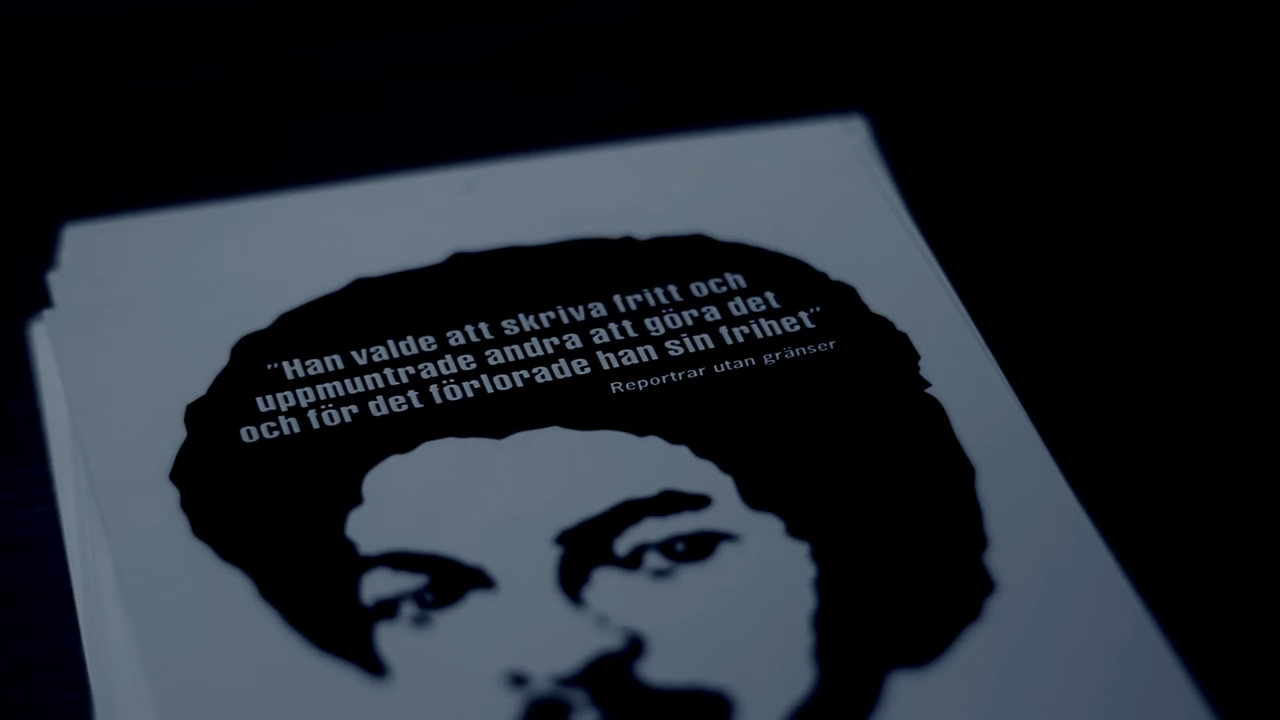 "Han valde att skriva fritt och
uppmuntrade andra att göra det
och för det förlorade han sin frihet"
Reportrar utan gränser